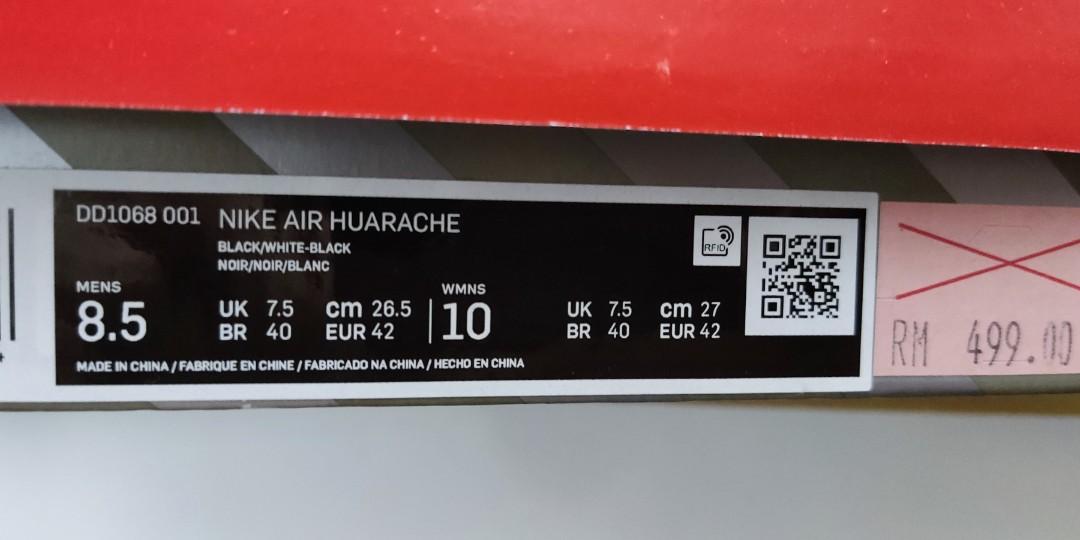 DD1068 001 NIKE AIR HUARACHE
BLACK/WHITE-BLACK
NOIR/NOIR/BLANC
RFID
MENS
8.5
UK 7.5 cm 26.5
BR 40 EUR 42
WMNS
10
UK 7.5 cm 27
BR 40 EUR 42
MADE IN CHINA / FABRIQUE EN CHINE / FABRICADO NA CHINA / HECHO EN CHINA
RM 499.00